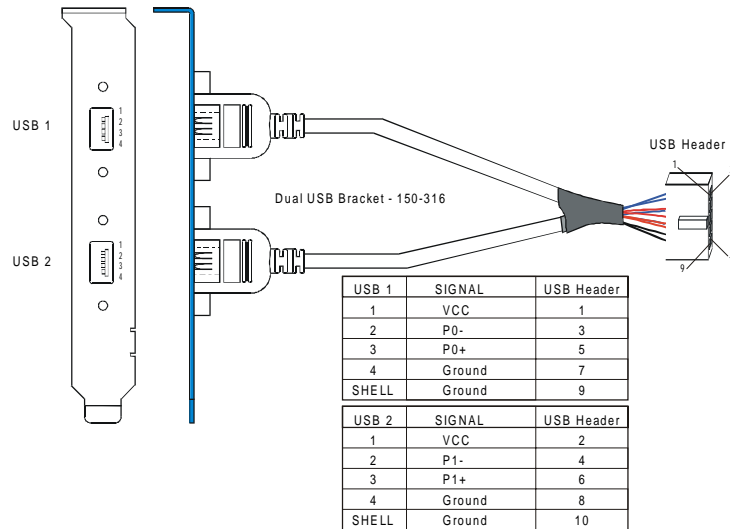 USB 1
1
2
3
4
USB 2
1
2
3
4
Dual USB Bracket - 150-316
USB Header
1
9
USB 1 SIGNAL USB Header
1 VCC 1
2 P0- 3
3 P0+ 5
4 Ground 7
SHELL Ground 9
USB 2 SIGNAL USB Header
1 VCC 2
2 P1- 4
3 P1+ 6
4 Ground 8
SHELL Ground 10